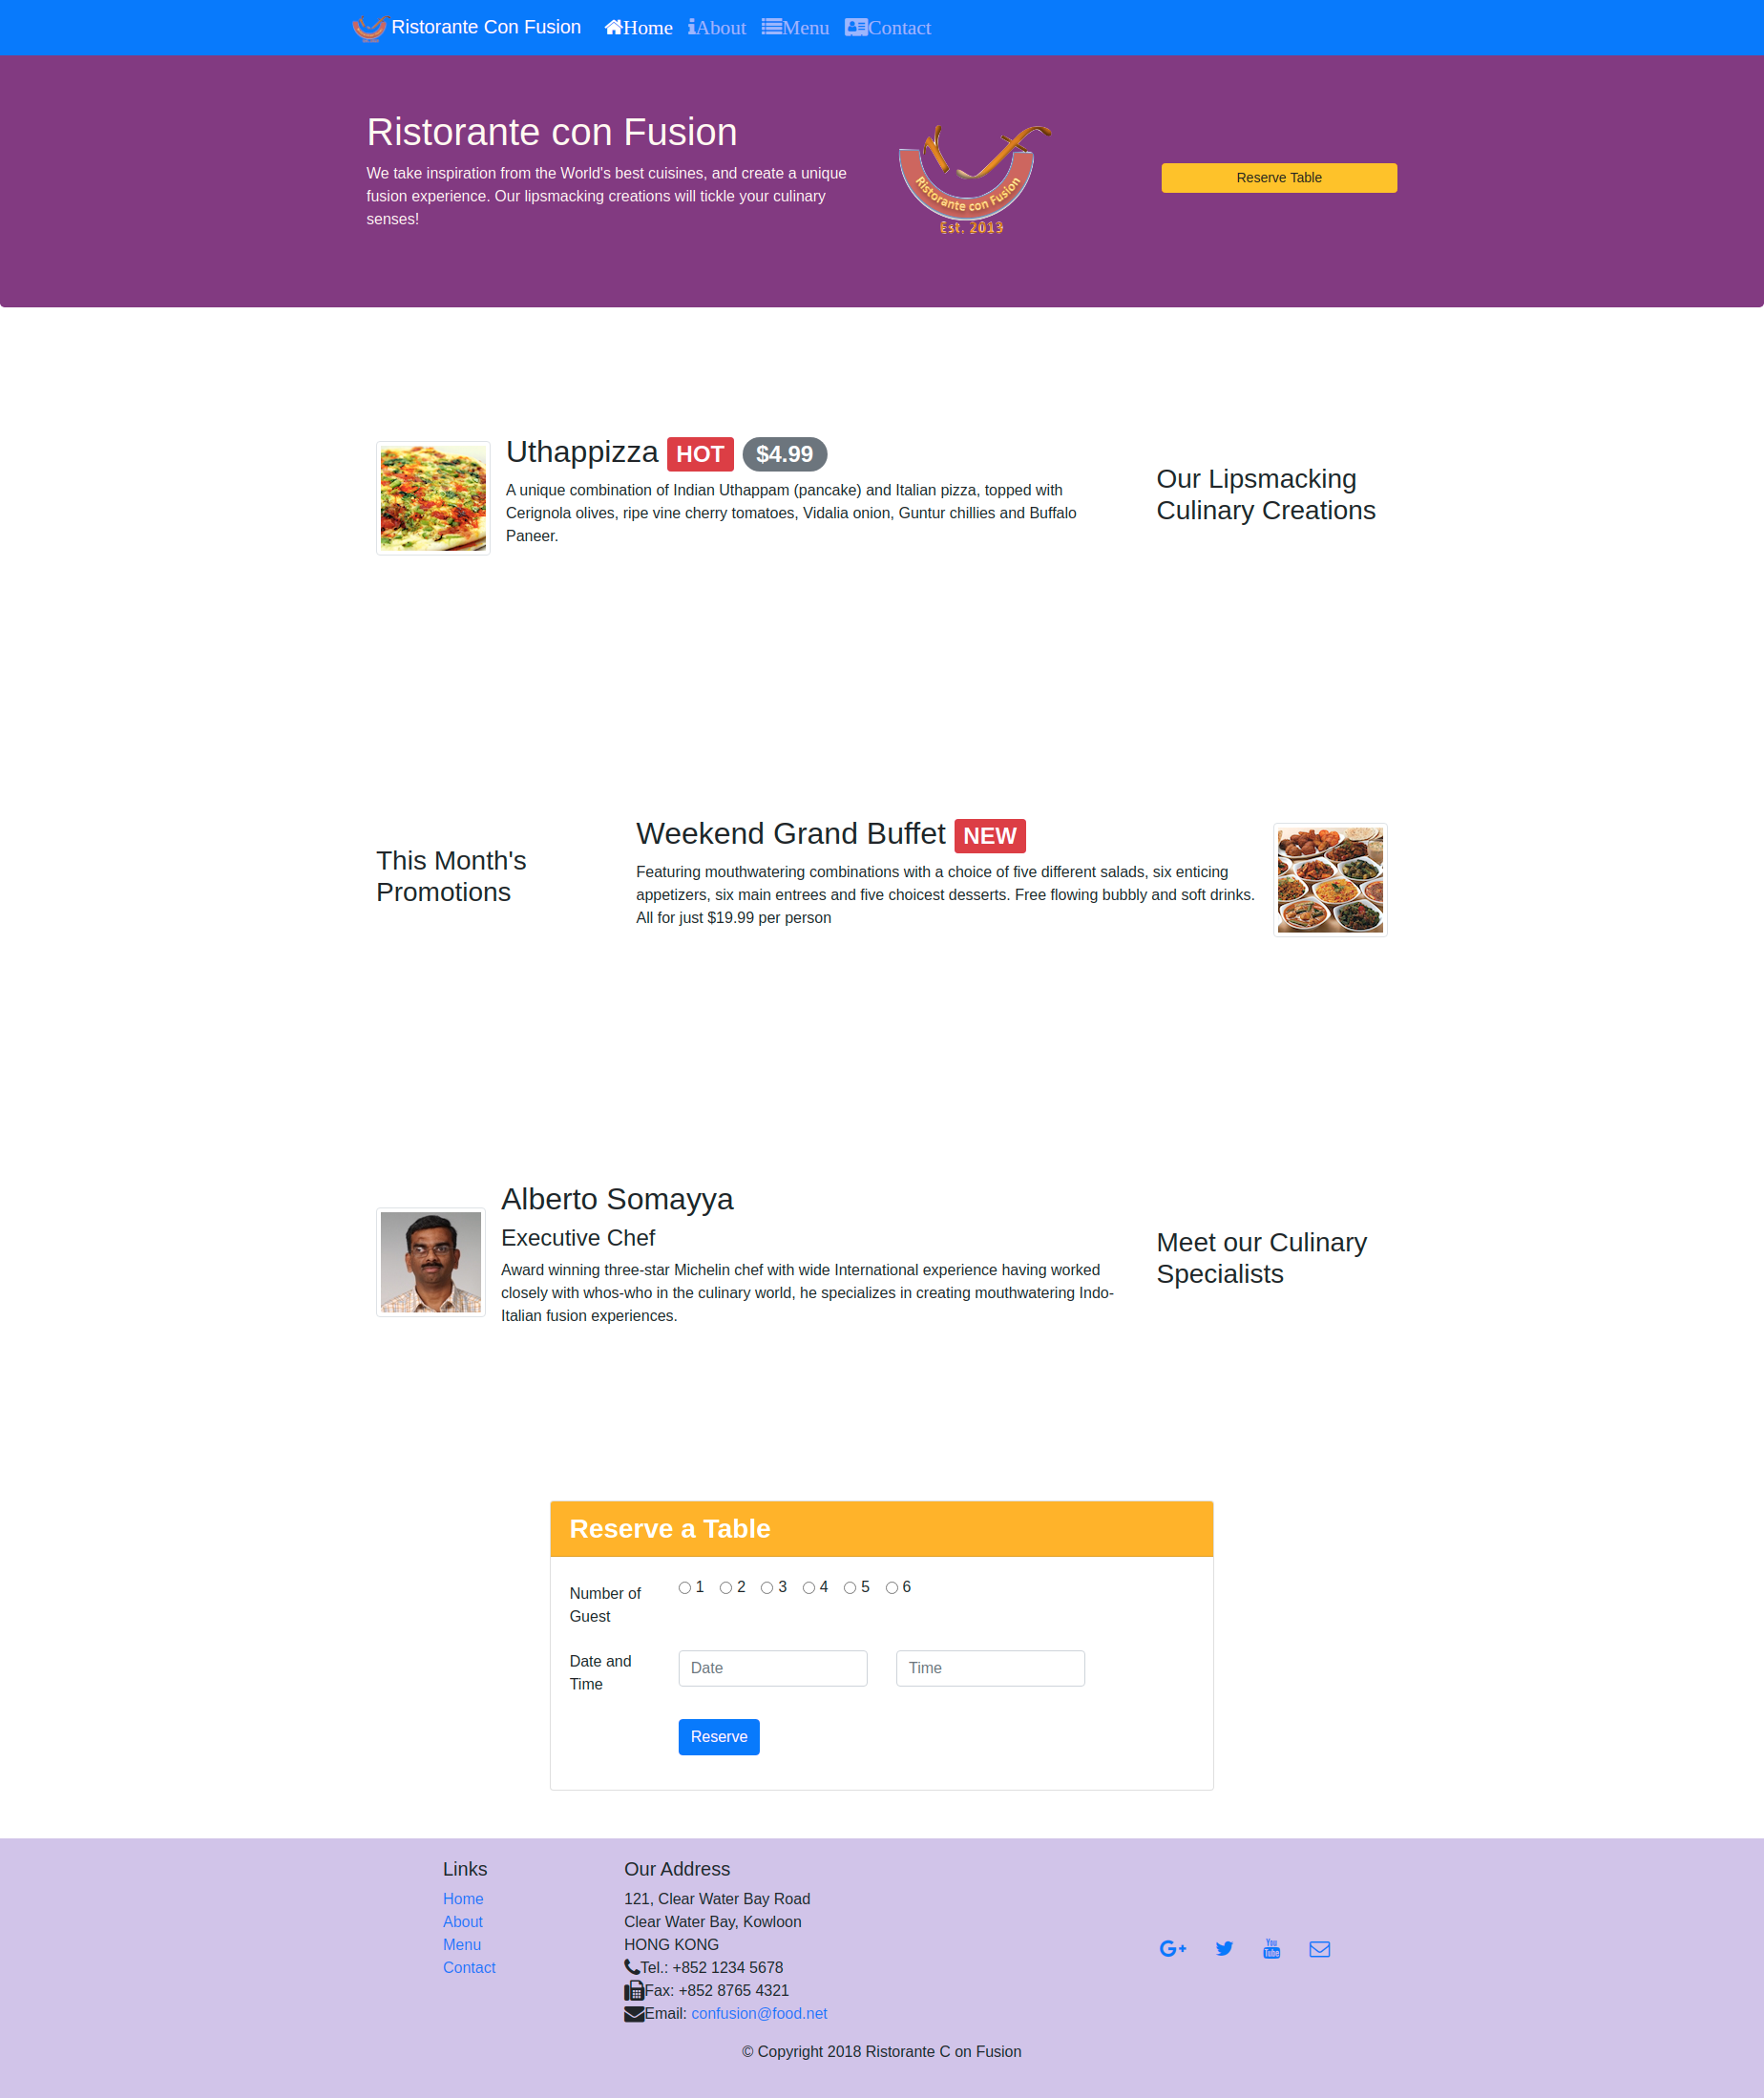 Ristorante Con Fusion Home About Menu Contact
Ristorante con Fusion
We take inspiration from the World's best cuisines, and create a unique
fusion experience. Our lipsmacking creations will tickle your culinary
senses!
Ristorante con Fusion
Est. 2013
Reserve Table
Uthappizza HOT $4.99
A unique combination of Indian Uthappam (pancake) and Italian pizza, topped with
Cerignola olives, ripe vine cherry tomatoes, Vidalia onion, Guntur chillies and Buffalo
Paneer.
Our Lipsmacking
Culinary Creations
This Month's
Promotions
Weekend Grand Buffet NEW
Featuring mouthwatering combinations with a choice of five different salads, six enticing
appetizers, six main entrees and five choicest desserts. Free flowing bubbly and soft drinks.
All for just $19.99 per person
Alberto Somayya
Executive Chef
Award winning three-star Michelin chef with wide International experience having worked
closely with whos-who in the culinary world, he specializes in creating mouthwatering Indo-
Italian fusion experiences.
Meet our Culinary
Specialists
Reserve a Table
Number of
Guest
1 2 3 4 5 6
Date and
Time
Date
Time
Reserve
Links
Home
About
Menu
Contact
Our Address
121, Clear Water Bay Road
Clear Water Bay, Kowloon
HONG KONG
Tel.: +852 1234 5678
Fax: +852 8765 4321
Email: confusion@food.net
G+
You
Tube
© Copyright 2018 Ristorante C on Fusion